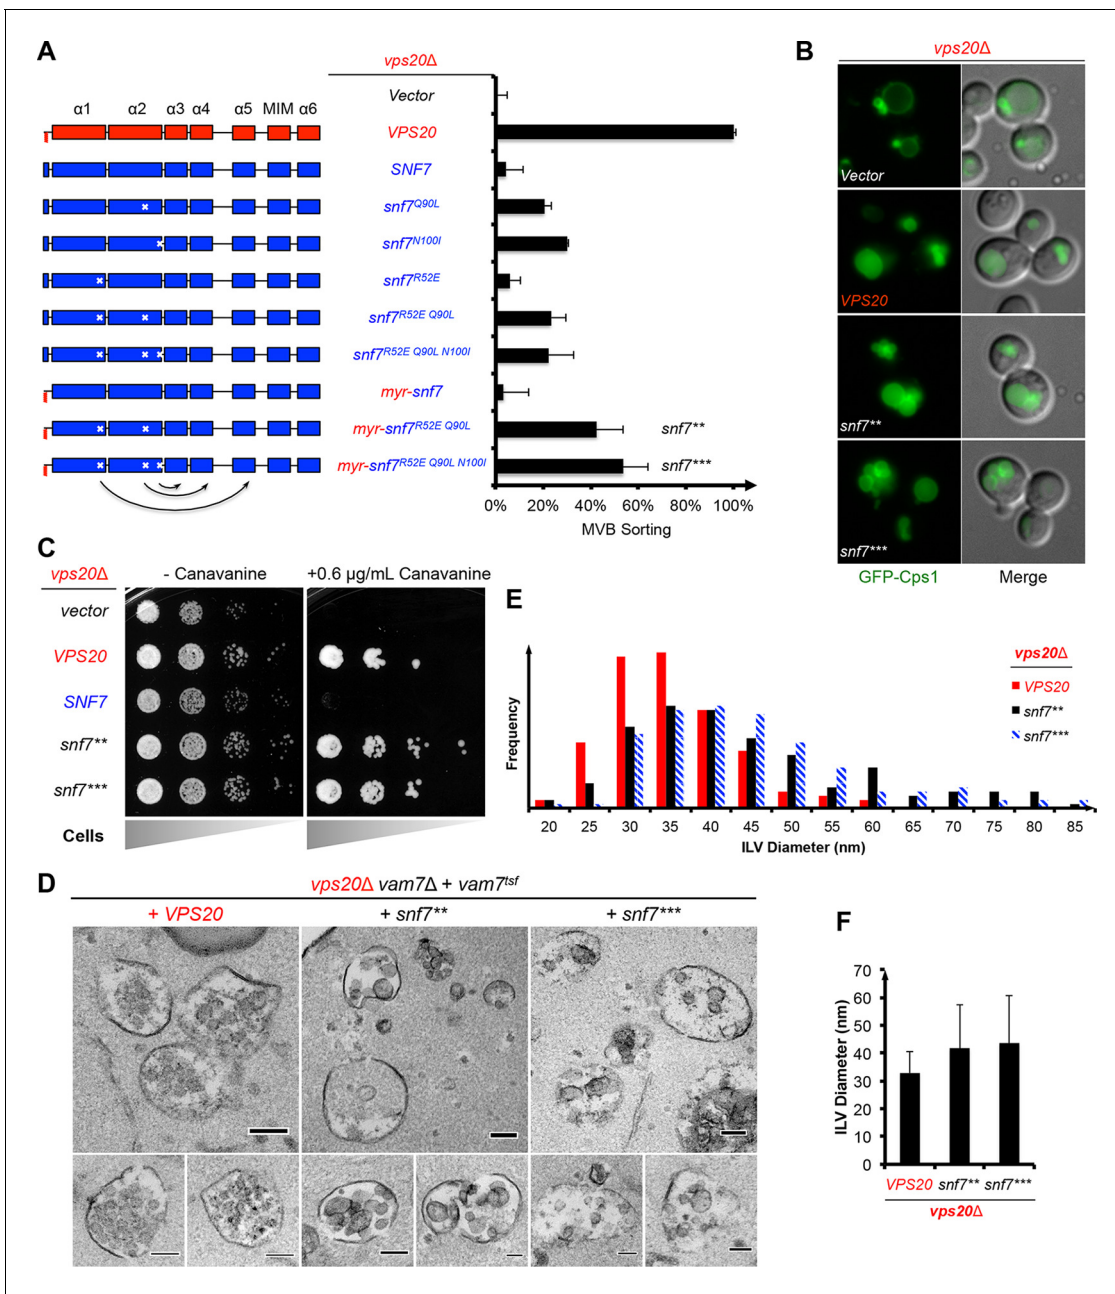 A
vps20Δ
α1 α2 α3 α4 α5 MIM α6
Vector
VPS20
SNF7
snf7Q90L
snf7N100I
snf7R52E
snf7R52E Q90L
snf7R52E Q90L N100I
myr-snf7
myr-snf7R52E Q90L snf7**
myr-snf7R52E Q90L N100I snf7***
0% 20% 40% 60% 80% 100%
MVB Sorting
B
vps20Δ
Vector
VPS20
snf7**
snf7***
GFP-Cps1 Merge
C
vps20Δ - Canavanine +0.6 µg/mL Canavanine
vector
VPS20
SNF7
snf7**
snf7***
Cells
E
Frequency
vps20Δ
VPS20
snf7**
snf7***
20 25 30 35 40 45 50 55 60 65 70 75 80 85
ILV Diameter (nm)
D
vps20Δ vam7Δ + vam7tsf
+ VPS20 + snf7** + snf7***
F
ILV Diameter (nm)
70
60
50
40
30
20
10
0
VPS20 snf7** snf7***
vps20Δ